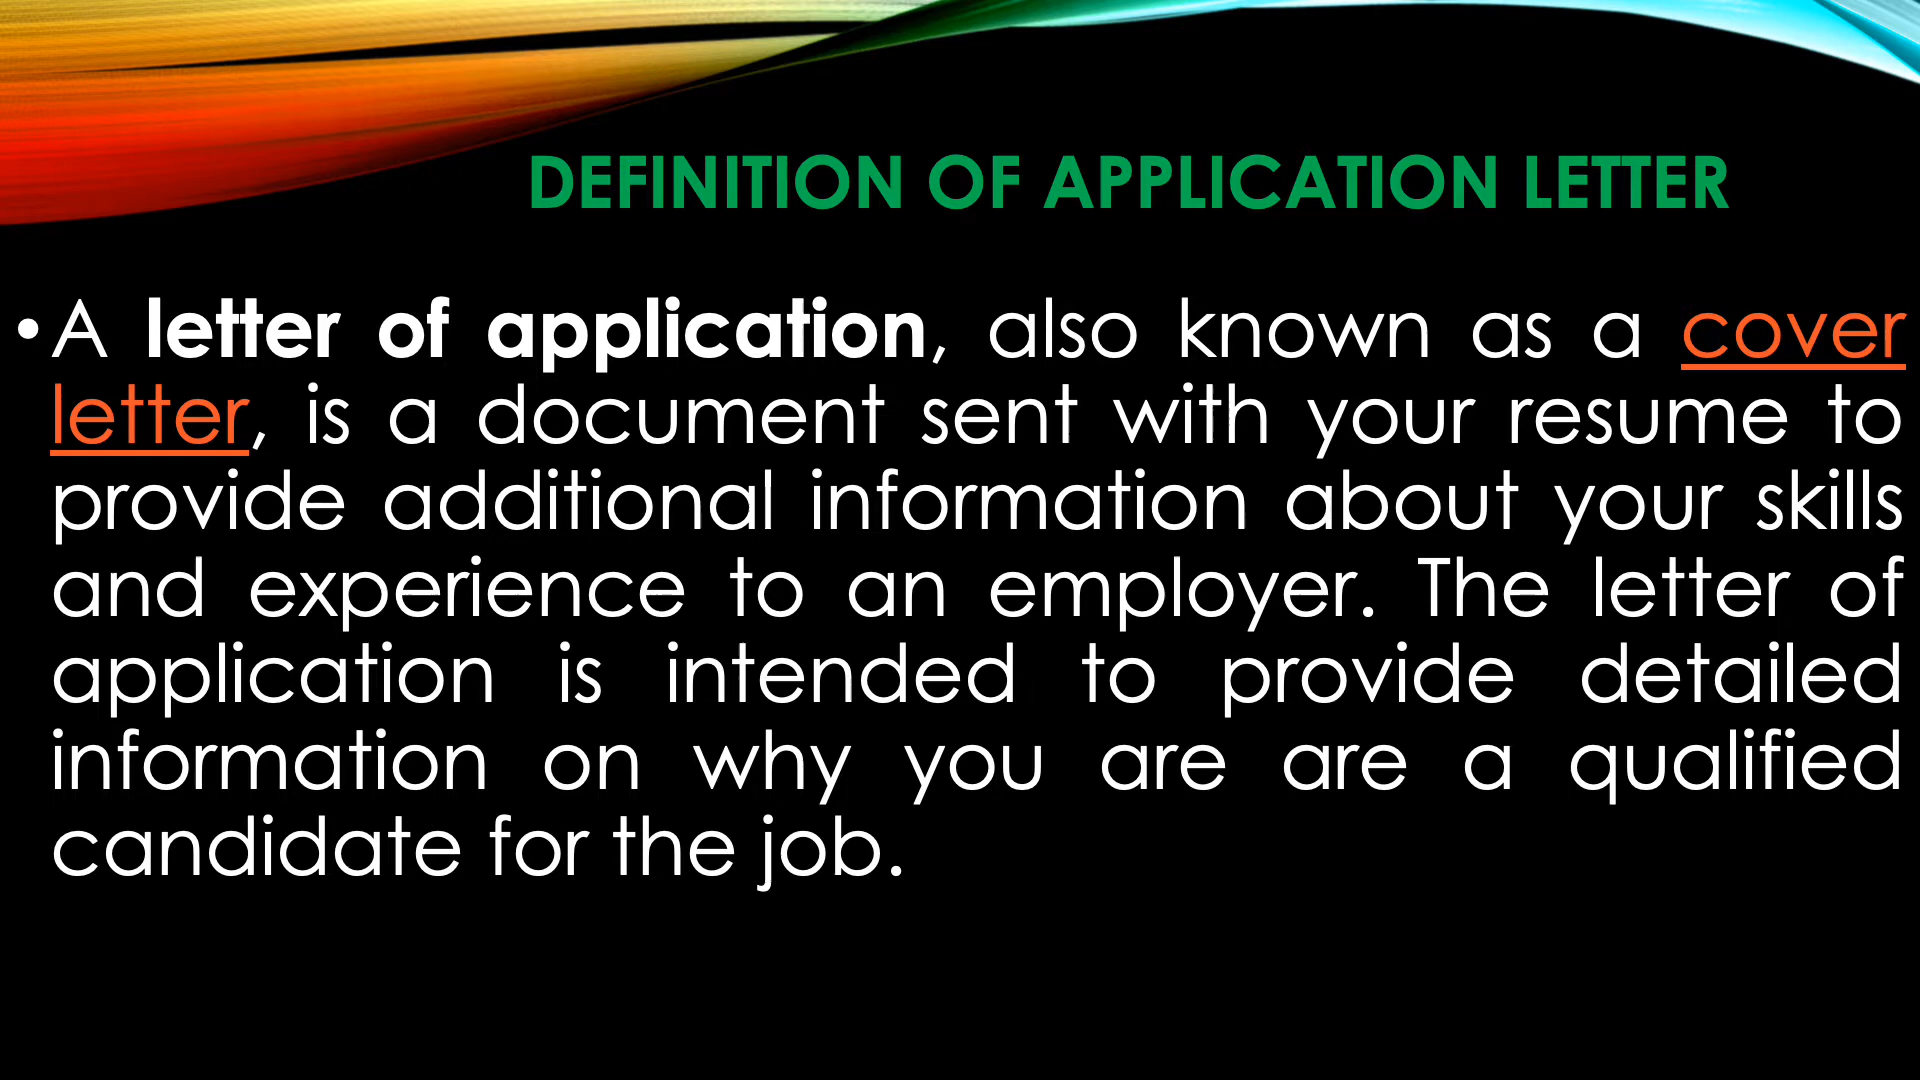 DEFINITION OF APPLICATION LETTER
•A letter of application, also known as a cover
letter, is a document sent with your resume to
provide additional information about your skills
and experience to an employer. The letter of
application is intended to provide detailed
information on why you are are a qualified
candidate for the job.